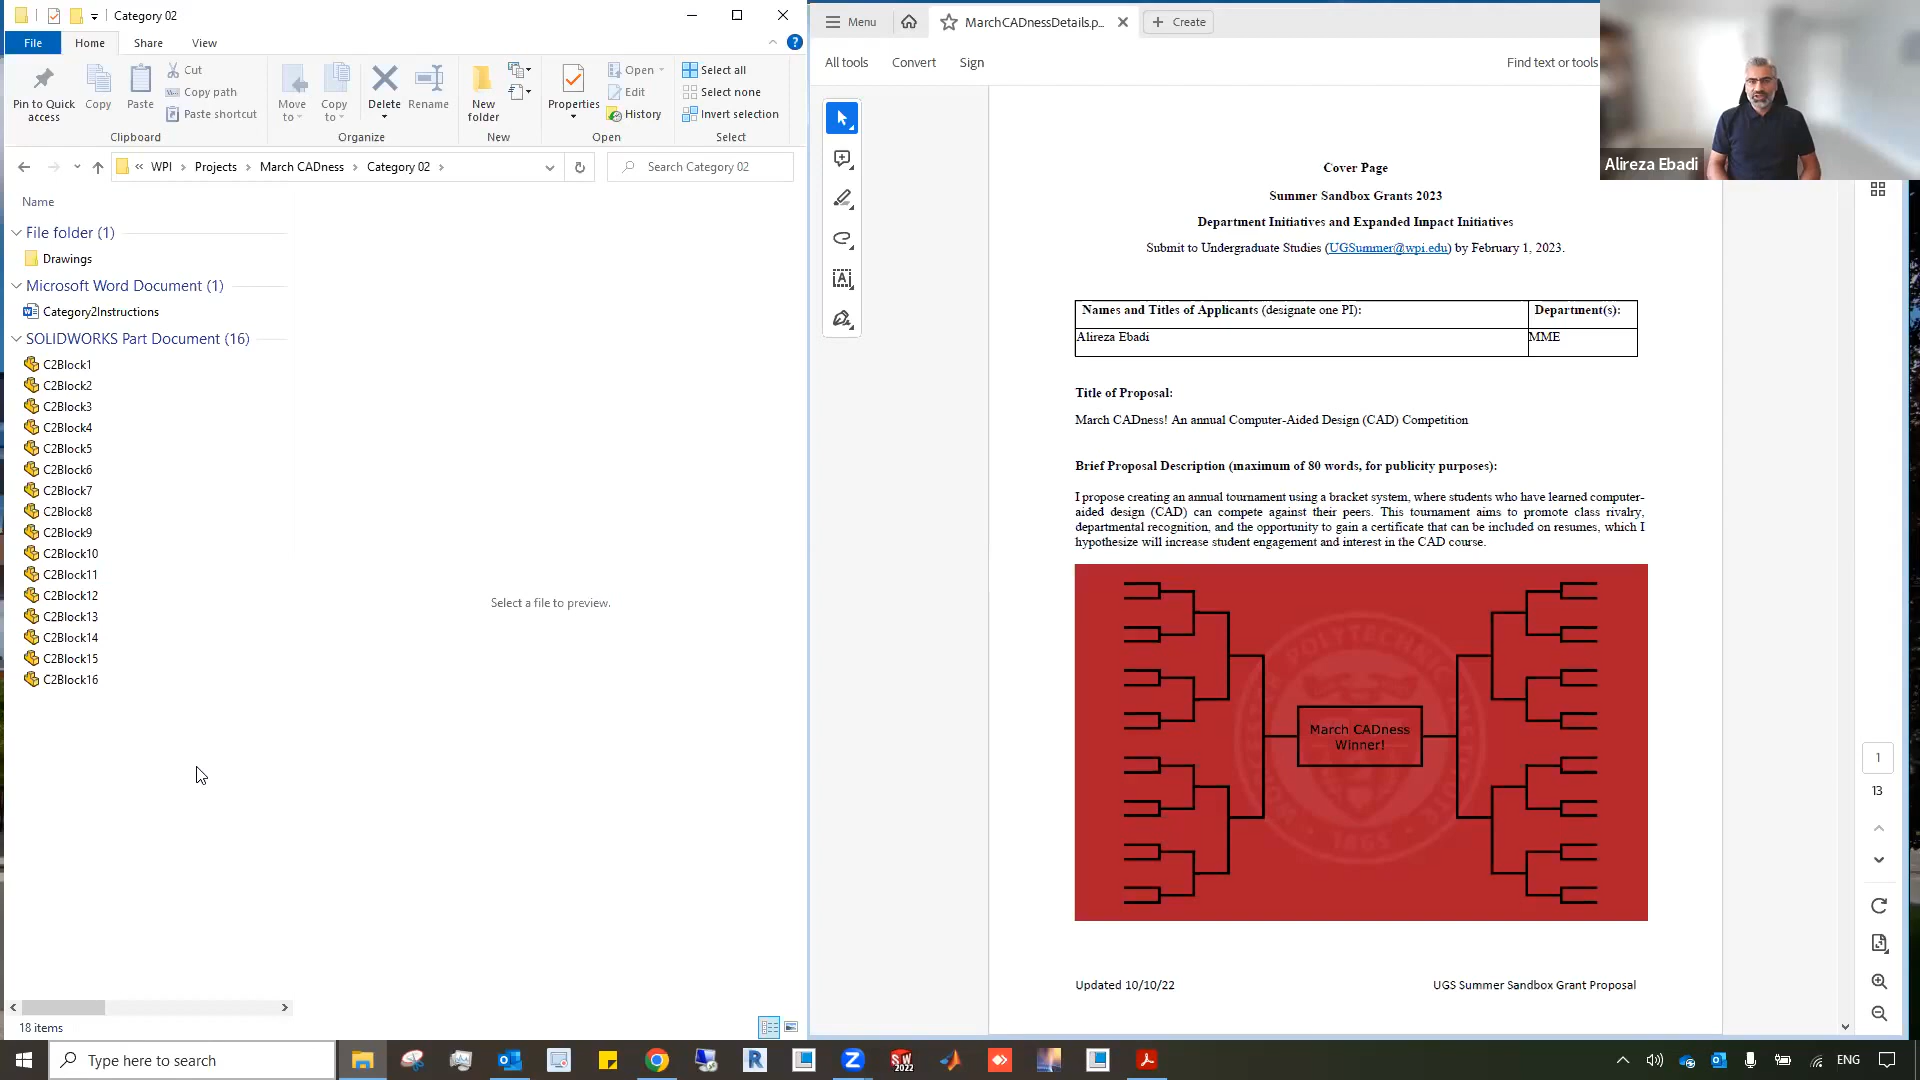 Category 02
File
Home
Share
View
Pin to Quick access
Copy
Paste
Cut
Copy path
Paste shortcut
Clipboard
Move to
Copy to
Delete
Rename
Organize
New folder
New
Properties
Open
Edit
History
Open
Select all
Select none
Invert selection
Select
« WPI > Projects > March CADness > Category 02 >
Search Category 02
Name
File folder (1)
Drawings
Microsoft Word Document (1)
Category2Instructions
SOLIDWORKS Part Document (16)
C2Block1
C2Block2
C2Block3
C2Block4
C2Block5
C2Block6
C2Block7
C2Block8
C2Block9
C2Block10
C2Block11
C2Block12
C2Block13
C2Block14
C2Block15
C2Block16
Select a file to preview.
18 items
Menu
MarchCADnessDetails.p...
Create
All tools
Convert
Sign
Find text or tools
Alireza Ebadi
Cover Page
Summer Sandbox Grants 2023
Department Initiatives and Expanded Impact Initiatives
Submit to Undergraduate Studies (UGSummer@wpi.edu) by February 1, 2023.
Names and Titles of Applicants (designate one PI):
Department(s):
Alireza Ebadi
MME
Title of Proposal:
March CADness! An annual Computer-Aided Design (CAD) Competition
Brief Proposal Description (maximum of 80 words, for publicity purposes):
I propose creating an annual tournament using a bracket system, where students who have learned computer-
aided design (CAD) can compete against their peers. This tournament aims to promote class rivalry,
departmental recognition, and the opportunity to gain a certificate that can be included on resumes, which I
hypothesize will increase student engagement and interest in the CAD course.
March CADness
Winner!
Updated 10/10/22
UGS Summer Sandbox Grant Proposal
1
13
Type here to search
SW
2022
ENG